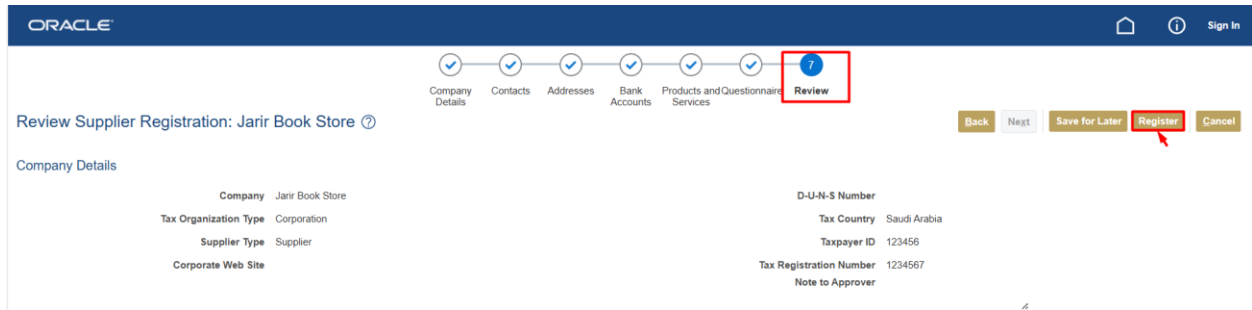 ORACLE
Sign In
7
Company Details
Contacts
Addresses
Bank Accounts
Products and Services
Questionnaire
Review
Review Supplier Registration: Jarir Book Store
Back Next Save for Later Register Cancel
Company Details
Company Jarir Book Store
D-U-N-S Number
Tax Organization Type Corporation
Tax Country Saudi Arabia
Supplier Type Supplier
Taxpayer ID 123456
Corporate Web Site
Tax Registration Number 1234567
Note to Approver